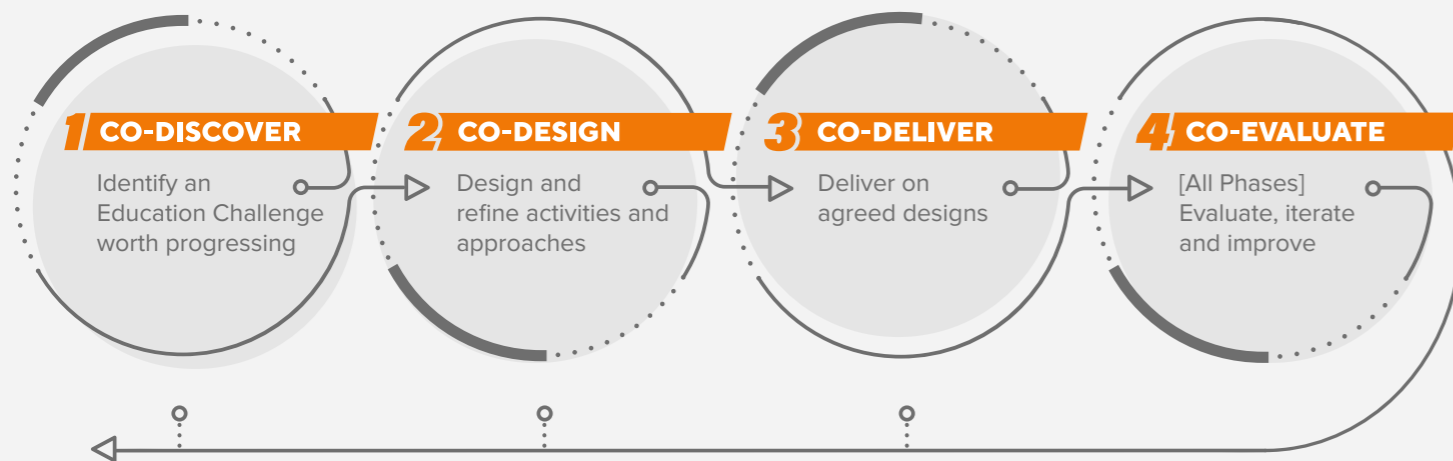 1 CO-DISCOVER
Identify an
Education Challenge
worth progressing
2 CO-DESIGN
Design and
refine activities and
approaches
3 CO-DELIVER
Deliver on
agreed designs
4 CO-EVALUATE
[All Phases]
Evaluate, iterate
and improve